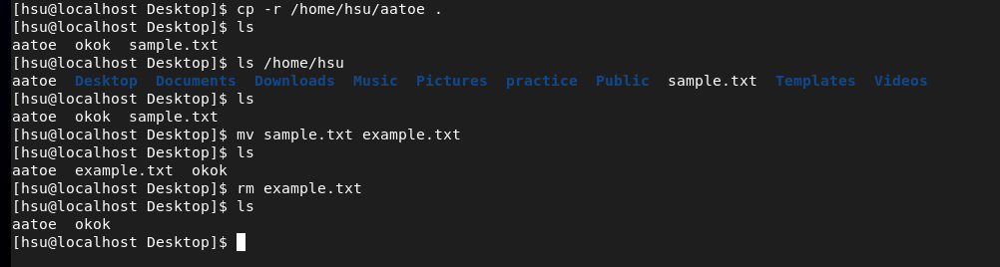 [hsu@localhost Desktop]$ cp -r /home/hsu/aatoe .
[hsu@localhost Desktop]$ ls
aatoe  okok  sample.txt
[hsu@localhost Desktop]$ ls /home/hsu
aatoe  Desktop  Documents  Downloads  Music  Pictures  practice  Public  sample.txt  Templates  Videos
[hsu@localhost Desktop]$ ls
aatoe  okok  sample.txt
[hsu@localhost Desktop]$ mv sample.txt example.txt
[hsu@localhost Desktop]$ ls
aatoe  example.txt  okok
[hsu@localhost Desktop]$ rm example.txt
[hsu@localhost Desktop]$ ls
aatoe  okok
[hsu@localhost Desktop]$